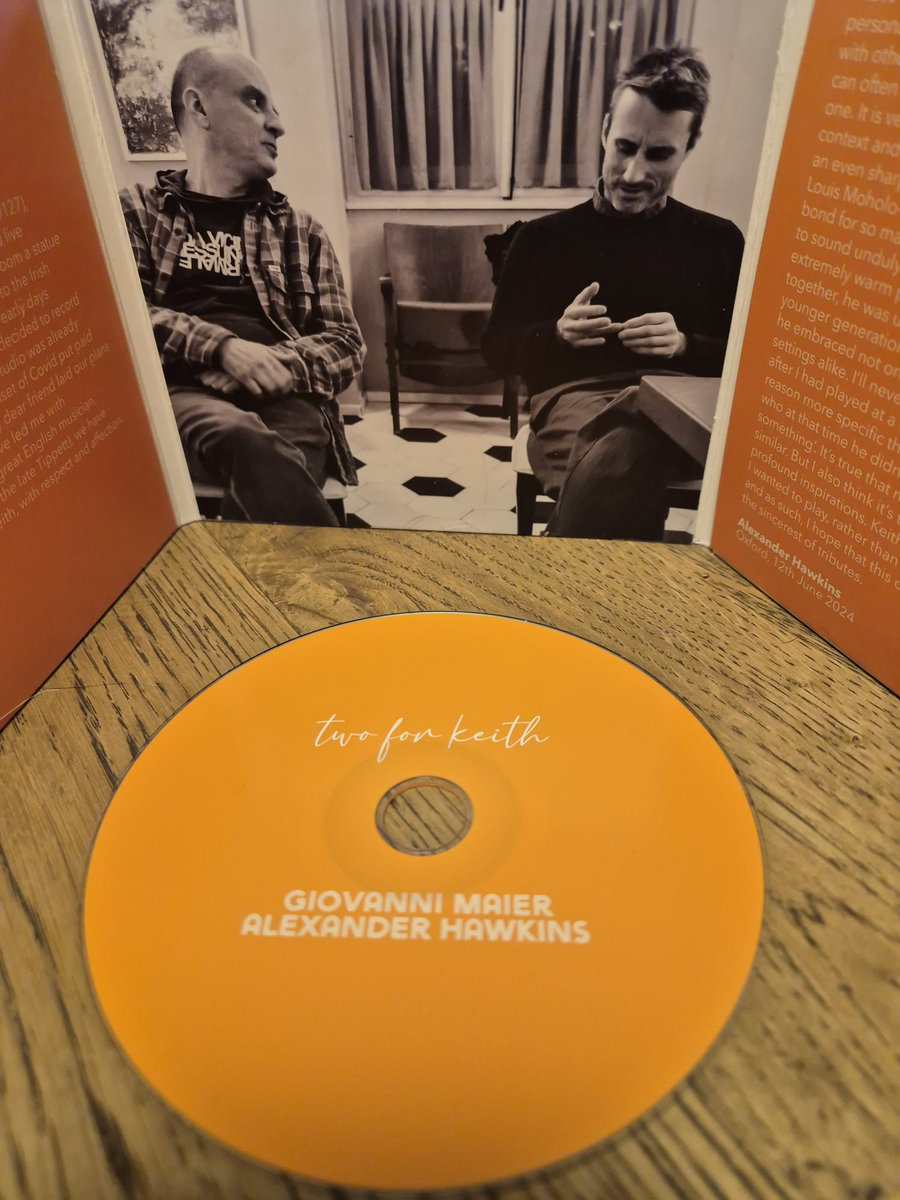 0127],
live
oom a statue
to the Irish
early days
decided to record
tudio was already
set of Covid put paid
dear friend laid our plans
ve led me with
great English musician
the late Tippett), we have
eith, with respect and affection
person
with othe
can often
one. It is ve
context and
an even shar
Louis Moholo
bond for so ma
to sound unduly
extremely warm p
together, he was u
younger generation
he embraced not on
settings alike. I'll neve
after I had played at a
reason more specific th
who at that time he didn
something'. It's true that m
similar. But I also think it's t
profound inspirations. Keith
I wanted to play, rather than
and as such, I hope that this c
the sincerest of tributes.
Alexander Hawkins
Oxford, 12th June 2024
two for keith
GIOVANNI MAIER
ALEXANDER HAWKINS